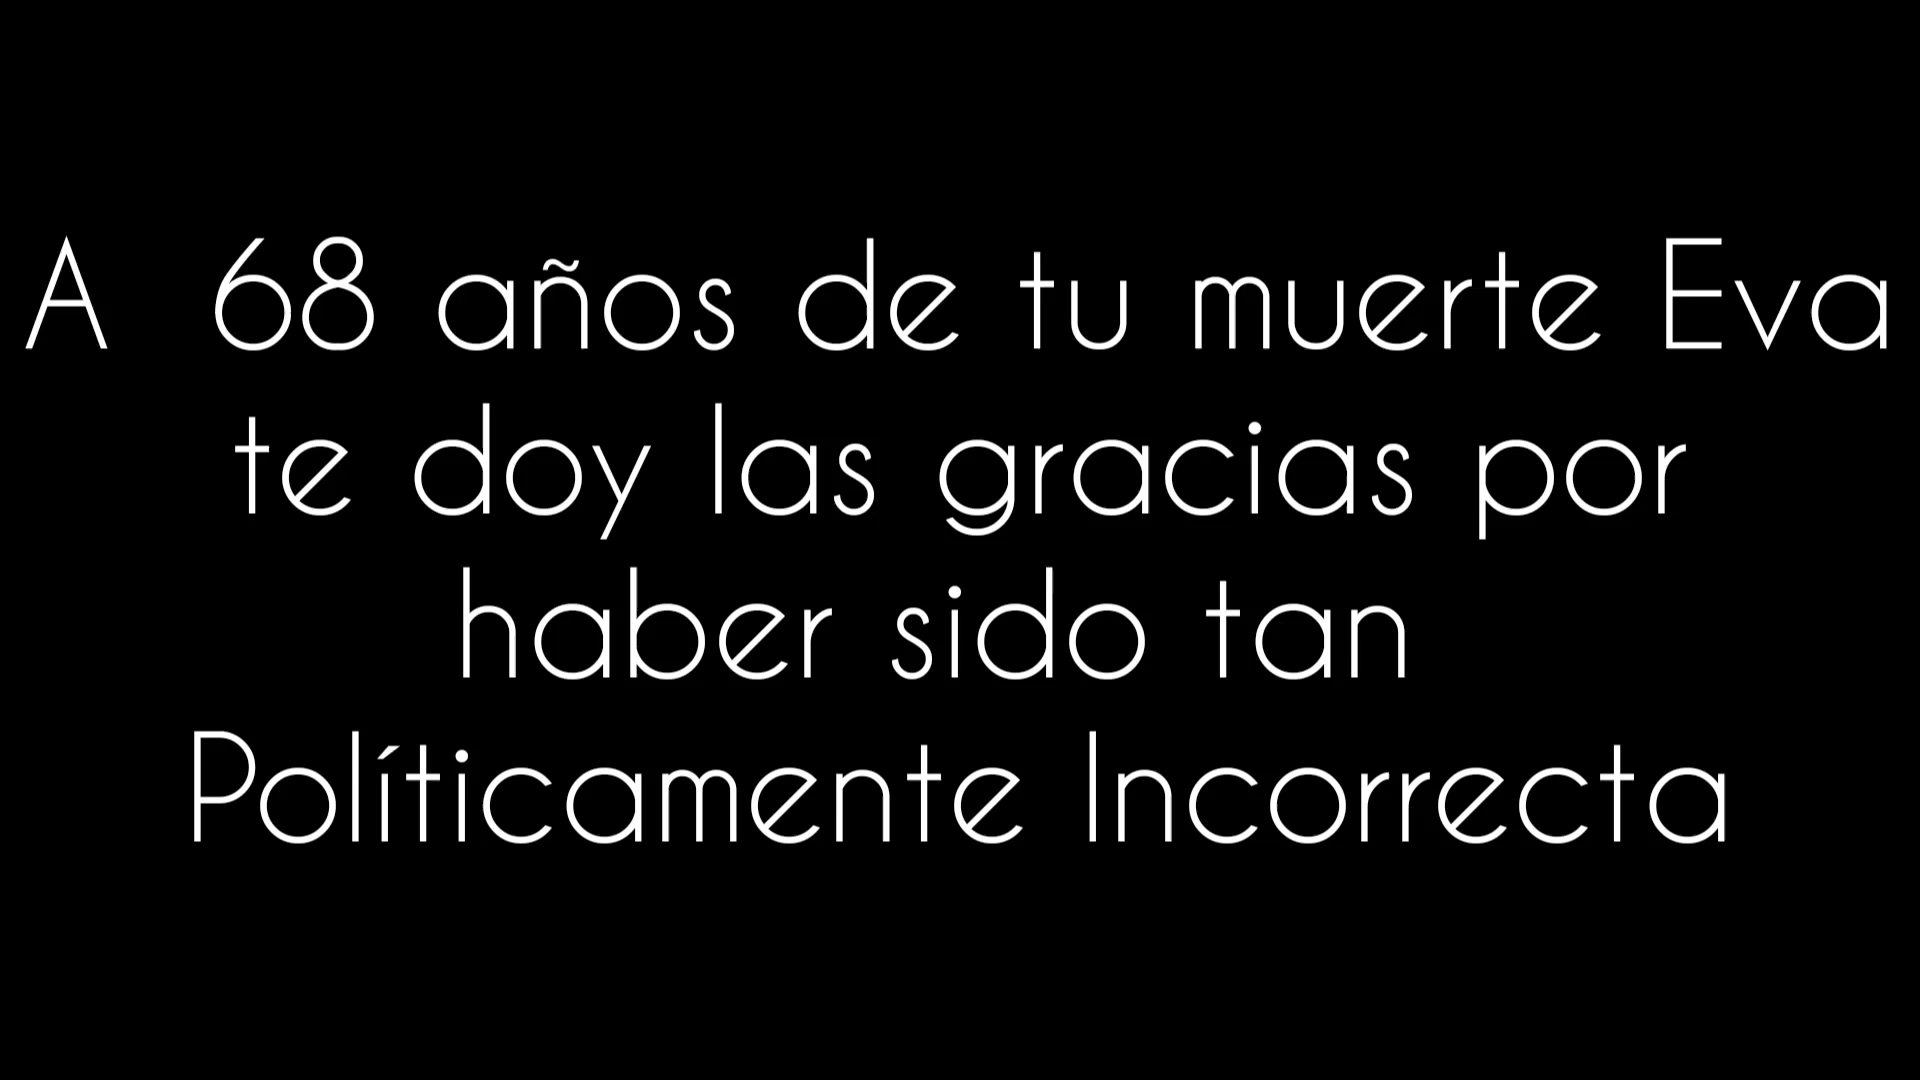 A  68 años de tu muerte Eva
te doy las gracias por
haber sido tan
Políticamente Incorrecta